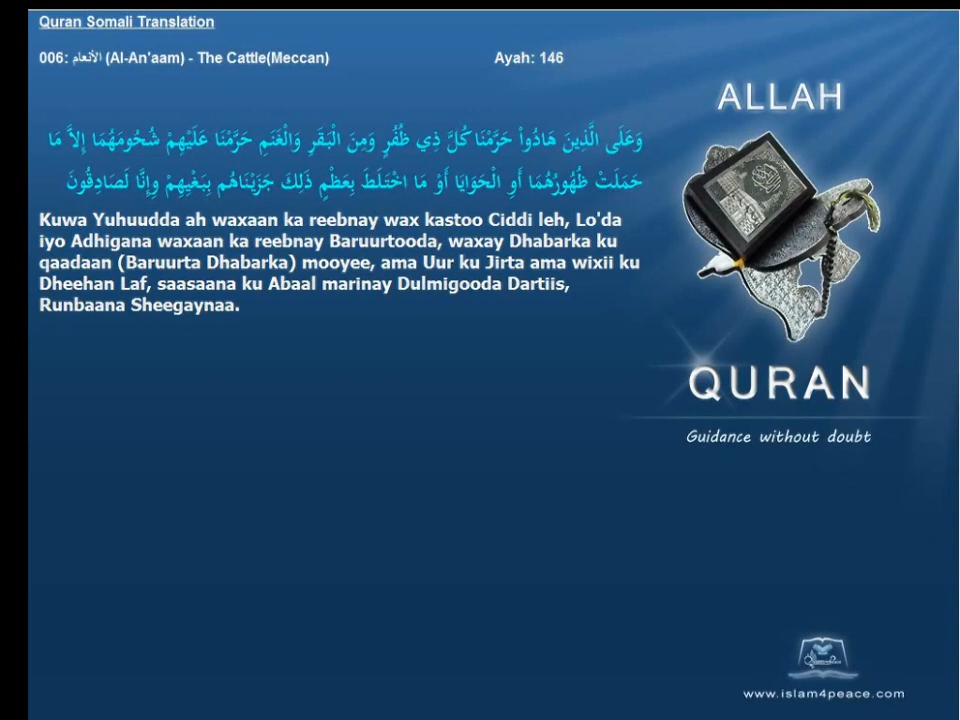 Quran Somali Translation
006: الأنعام (Al-An'aam) - The Cattle(Meccan) Ayah: 146
ALLAH
وَعَلَى الَّذِينَ هَادُواْ حَرَّمْنَا كُلَّ ذِي ظُفُرٍ وَمِنَ الْبَقَرِ وَالْغَنَمِ حَرَّمْنَا عَلَيْهِمْ شُحُومَهُمَا إِلاَّ مَا
حَمَلَتْ ظُهُورُهُمَا أَوِ الْحَوَايَا أَوْ مَا اخْتَلَطَ بِعَظْمٍ ذَلِكَ جَزَيْنَاهُم بِبَغْيِهِمْ وِإِنَّا لَصَادِقُونَ
Kuwa Yuhuudda ah waxaan ka reebnay wax kastoo Ciddi leh, Lo'da
iyo Adhigana waxaan ka reebnay Baruurtooda, waxay Dhabarka ku
qaadaan (Baruurta Dhabarka) mooyee, ama Uur ku Jirta ama wixii ku
Dheehan Laf, saasaana ku Abaal marinay Dulmigooda Dartiis,
Runbaana Sheegaynaa.
QURAN
Guidance without doubt
www.islam4peace.com